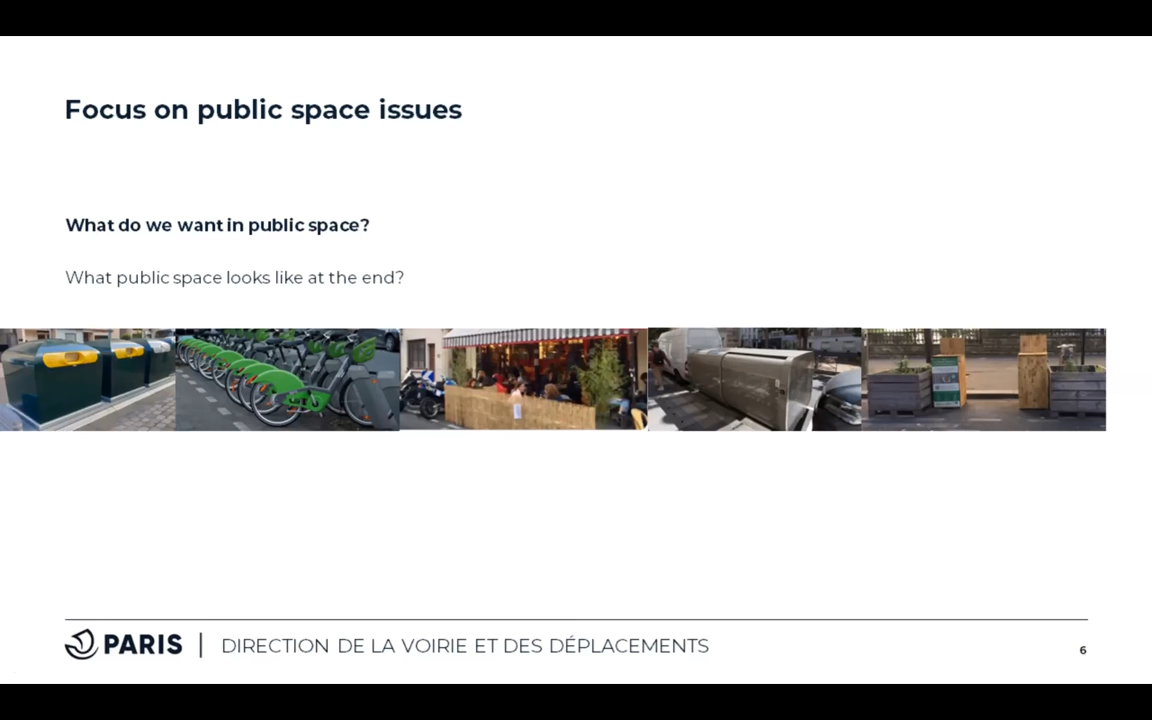 Focus on public space issues
What do we want in public space?
What public space looks like at the end?
PARIS | DIRECTION DE LA VOIRIE ET DES DÉPLACEMENTS
6